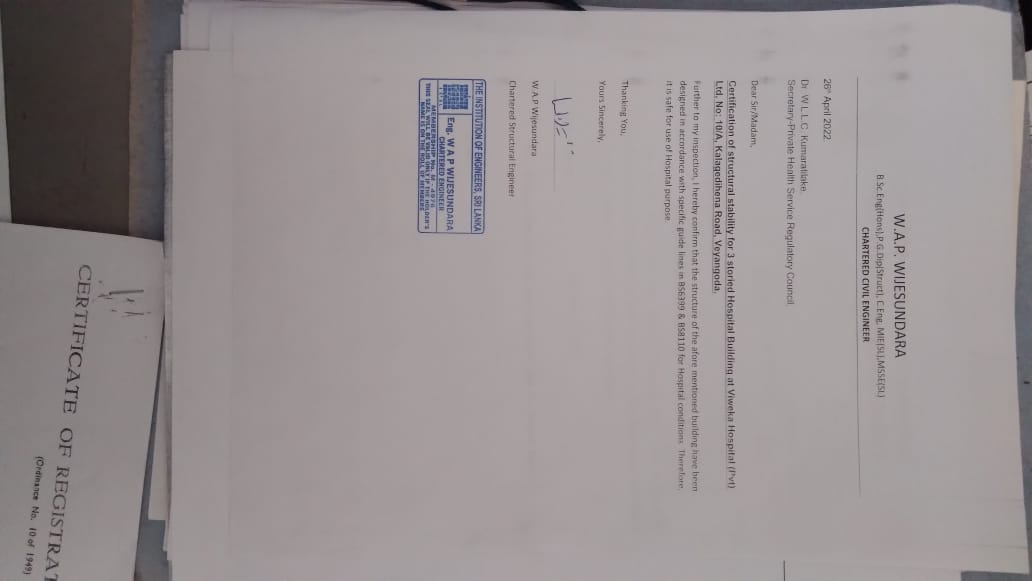 W.A.P. WIJESUNDARA
B.Sc.Eng(Hons),P.G.Dip(Struct), C.Eng, MIE(SL),MSSE(SL)
CHARTERED CIVIL ENGINEER
26th April 2022.
Dr. W.L.L.C. Kumaratilake.
Secretary-Private Health Service Regulatory Council.
Dear Sir/Madam,
Certification of structural stability for 3 storied Hospital Building at Viweka Hospital (Pvt)
Ltd, No: 10/A, Kalagedihena Road, Veyangoda.
Further to my inspection, I hereby confirm that the structure of the afore mentioned building have been
designed in accordance with specific guide lines in BS6399 & BS8110 for Hospital conditions. Therefore,
it is safe for use of Hospital purpose.
Thanking You,
Yours Sincerely,
W.A.P Wijesundara
Chartered Structural Engineer
THE INSTITUTION OF ENGINEERS, SRI LANKA
Eng. W A P WIJESUNDARA
CHARTERED ENGINEER
MEMBERSHIP No. M-
THIS SEAL WILL BE VALID ONLY IF THE HOLDER'S
NAME IS ON THE ROLL OF MEMBERS
CERTIFICATE OF REGISTRAT
(Ordinance No. 10 of 1949)